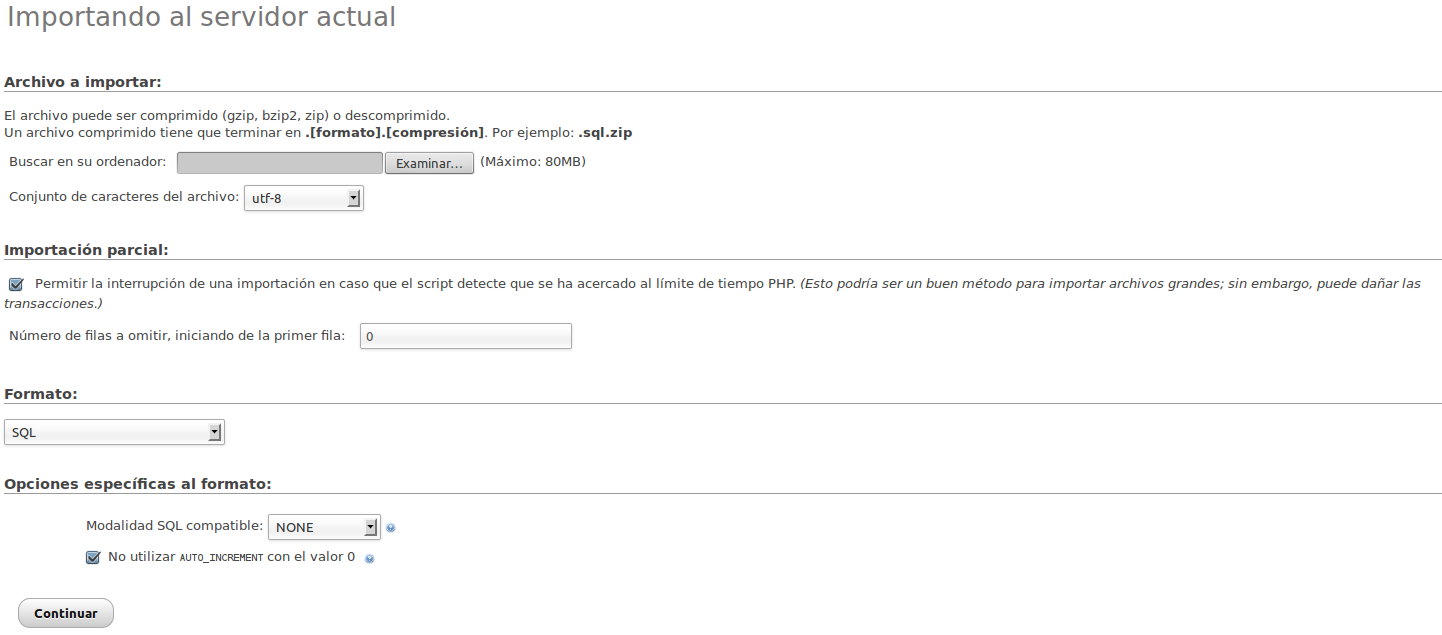 Importando al servidor actual
Archivo a importar:
El archivo puede ser comprimido (gzip, bzip2, zip) o descomprimido.
Un archivo comprimido tiene que terminar en .[formato].[compresión]. Por ejemplo: .sql.zip
Buscar en su ordenador: Examinar... (Máximo: 80MB)
Conjunto de caracteres del archivo: utf-8
Importación parcial:
Permitir la interrupción de una importación en caso que el script detecte que se ha acercado al límite de tiempo PHP. (Esto podría ser un buen método para importar archivos grandes; sin embargo, puede dañar las
transacciones.)
Número de filas a omitir, iniciando de la primer fila: 0
Formato:
SQL
Opciones específicas al formato:
Modalidad SQL compatible: NONE
No utilizar AUTO_INCREMENT con el valor 0
Continuar